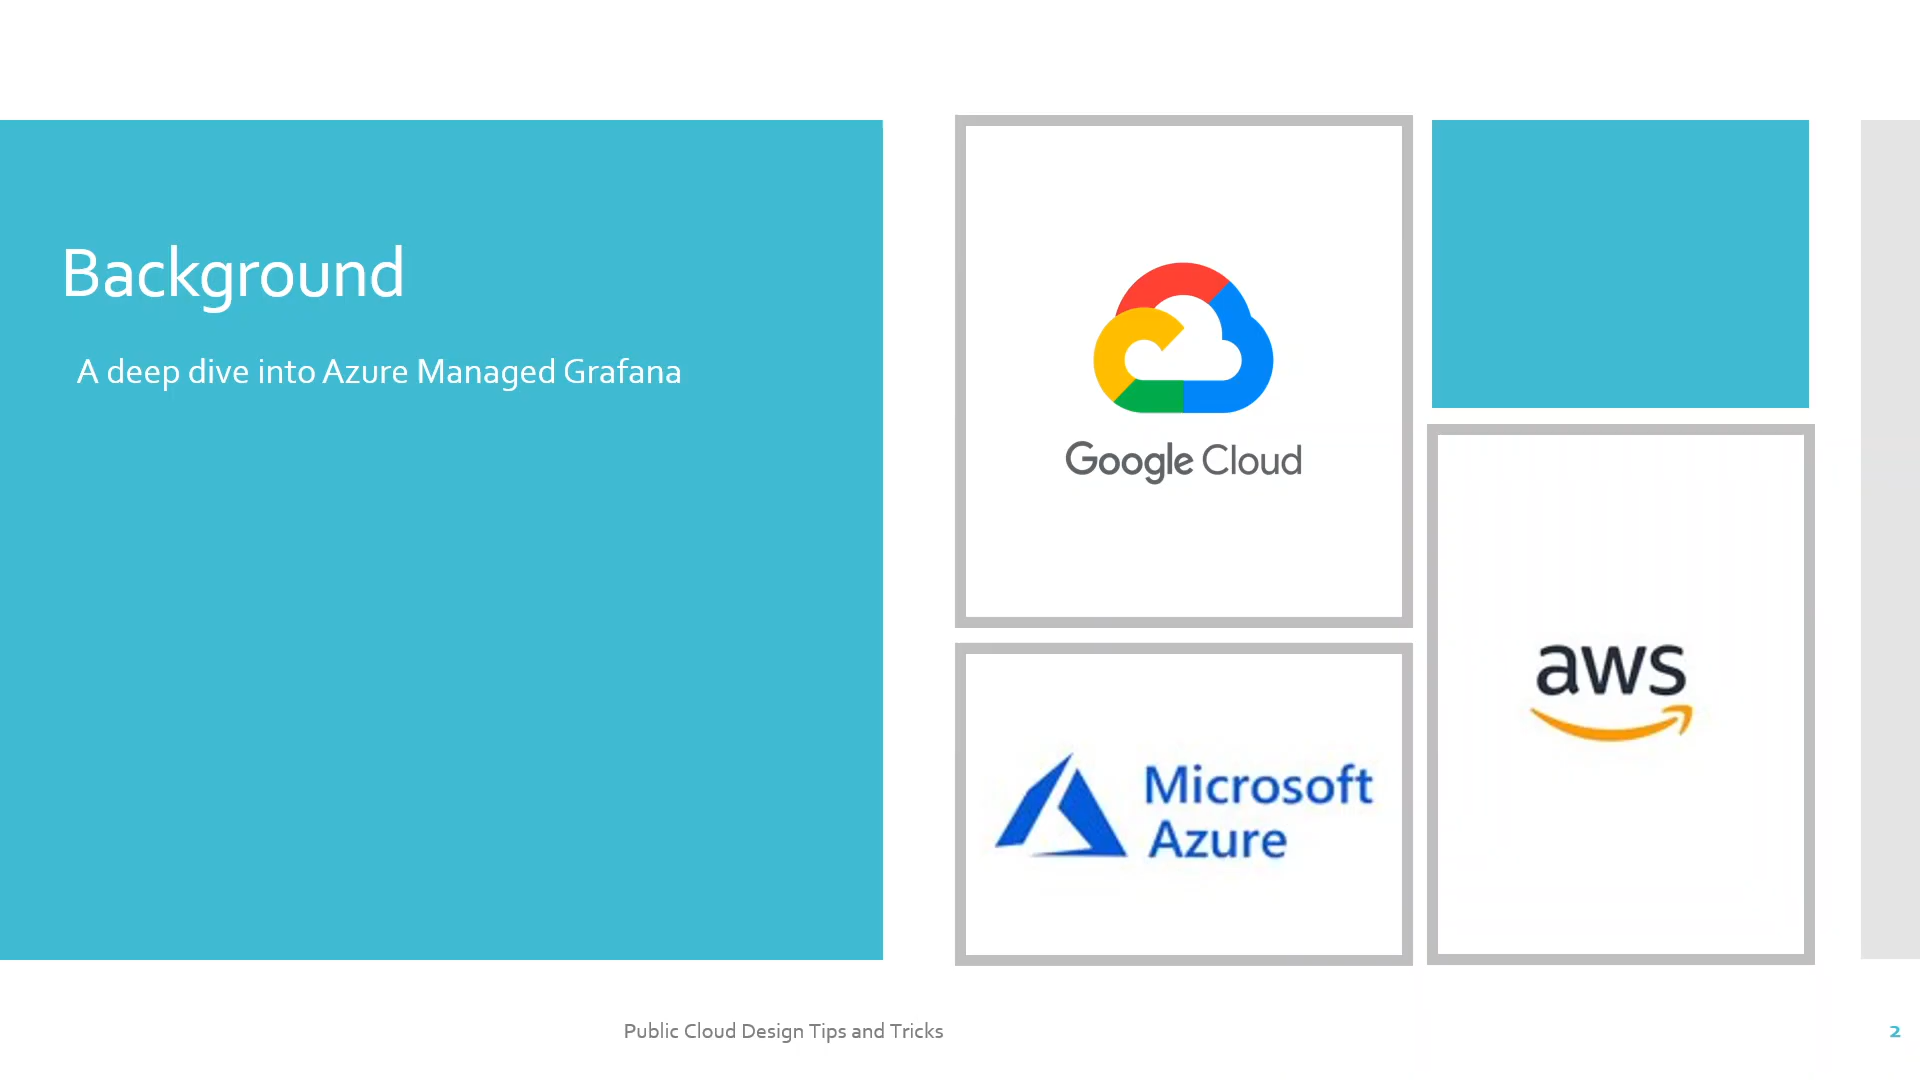 Background
A deep dive into Azure Managed Grafana
Google Cloud
aws
Microsoft
Azure
Public Cloud Design Tips and Tricks
2